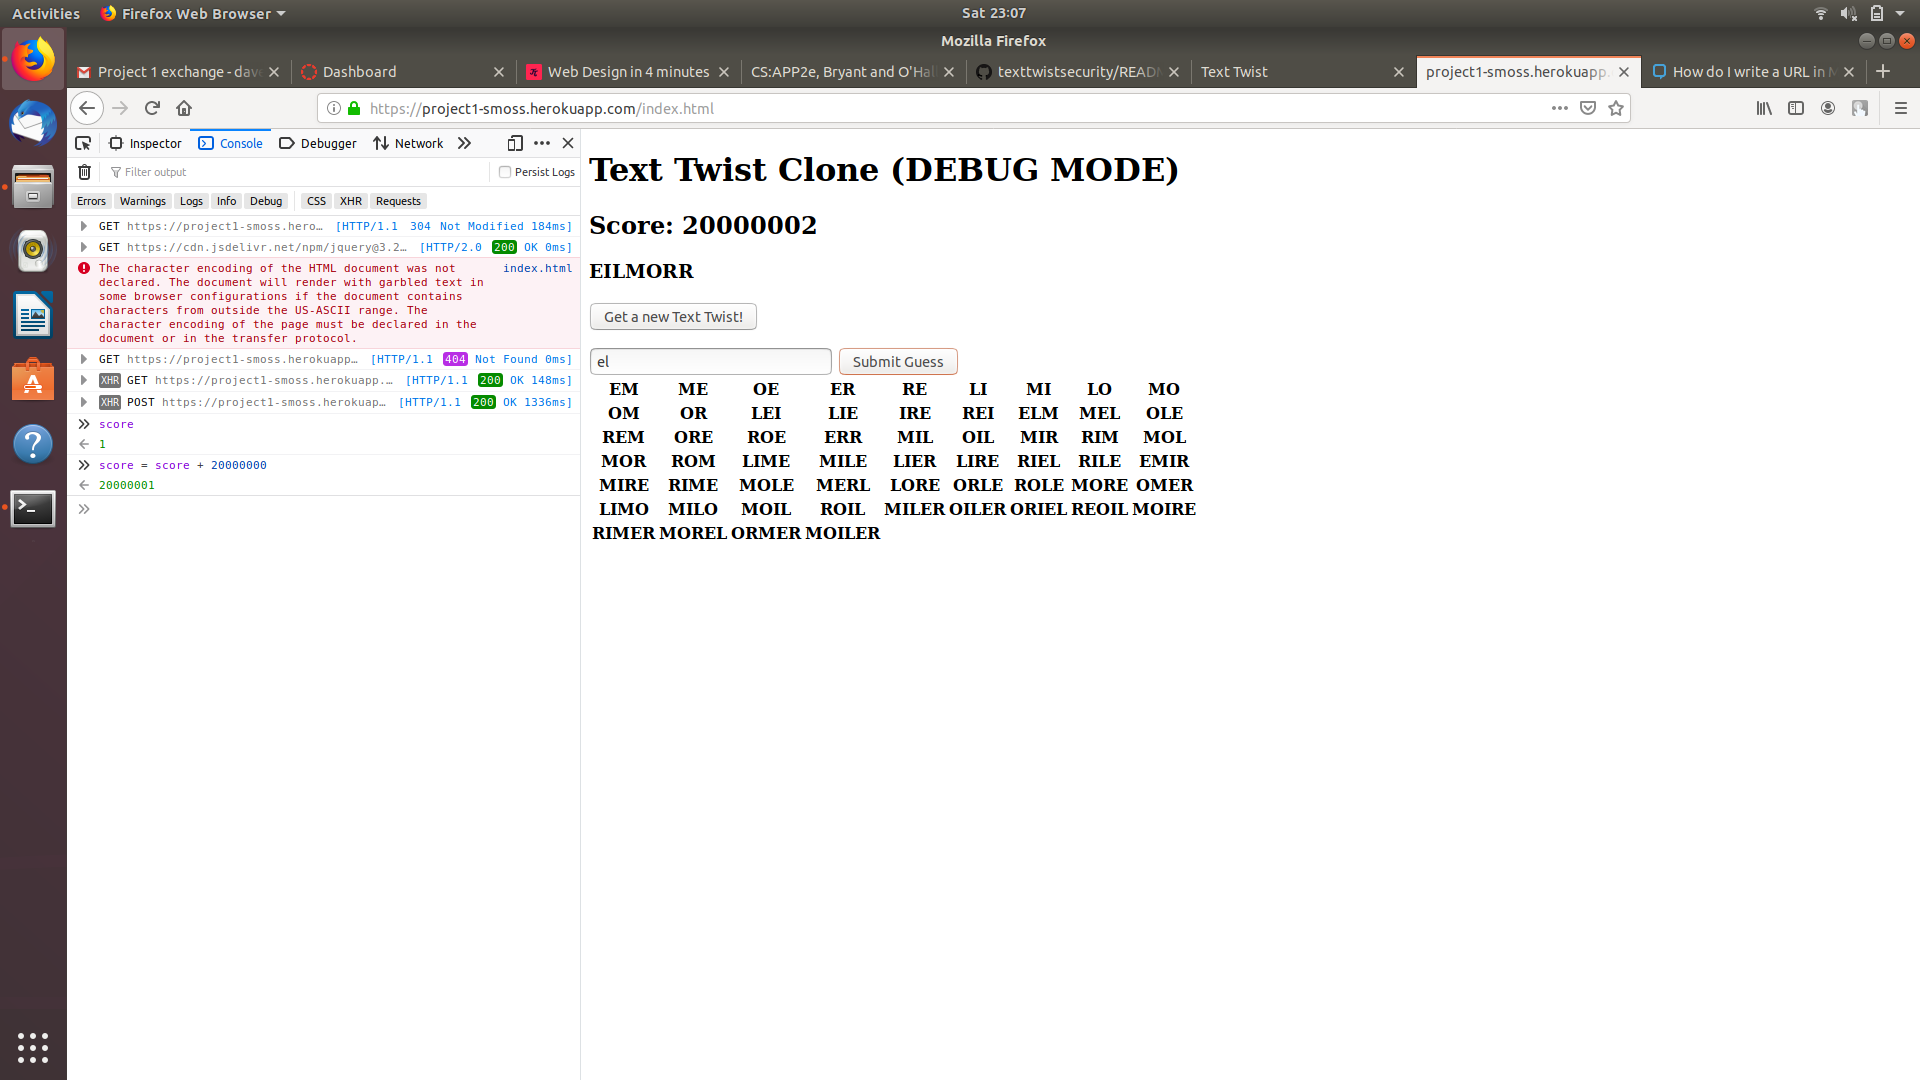 Activities Firefox Web Browser Sat 23:07
Mozilla Firefox
Project 1 exchange - dave Dashboard Web Design in 4 minutes CS:APP2e, Bryant and O'Hal texttwistsecurity/READM Text Twist project1-smoss.herokuapp. How do I write a URL in M
https://project1-smoss.herokuapp.com/index.html
Inspector Console Debugger Network
Filter output Persist Logs
Errors Warnings Logs Info Debug CSS XHR Requests
GET https://project1-smoss.hero… [HTTP/1.1 304 Not Modified 184ms]
GET https://cdn.jsdelivr.net/npm/jquery@3.2… [HTTP/2.0 200 OK 0ms]
The character encoding of the HTML document was not index.html
declared. The document will render with garbled text in
some browser configurations if the document contains
characters from outside the US-ASCII range. The
character encoding of the page must be declared in the
document or in the transfer protocol.
GET https://project1-smoss.herokuapp… [HTTP/1.1 404 Not Found 0ms]
XHR GET https://project1-smoss.herokuapp.… [HTTP/1.1 200 OK 148ms]
XHR POST https://project1-smoss.herokuap… [HTTP/1.1 200 OK 1336ms]
score
1
score = score + 20000000
20000001
Text Twist Clone (DEBUG MODE)
Score: 20000002
EILMORR
Get a new Text Twist!
el Submit Guess
EM ME OE ER RE LI MI LO MO
OM OR LEI LIE IRE REI ELM MEL OLE
REM ORE ROE ERR MIL OIL MIR RIM MOL
MOR ROM LIME MILE LIER LIRE RIEL RILE EMIR
MIRE RIME MOLE MERL LORE ORLE ROLE MORE OMER
LIMO MILO MOIL ROIL MILER OILER ORIEL REOIL MOIRE
RIMER MOREL ORMER MOILER